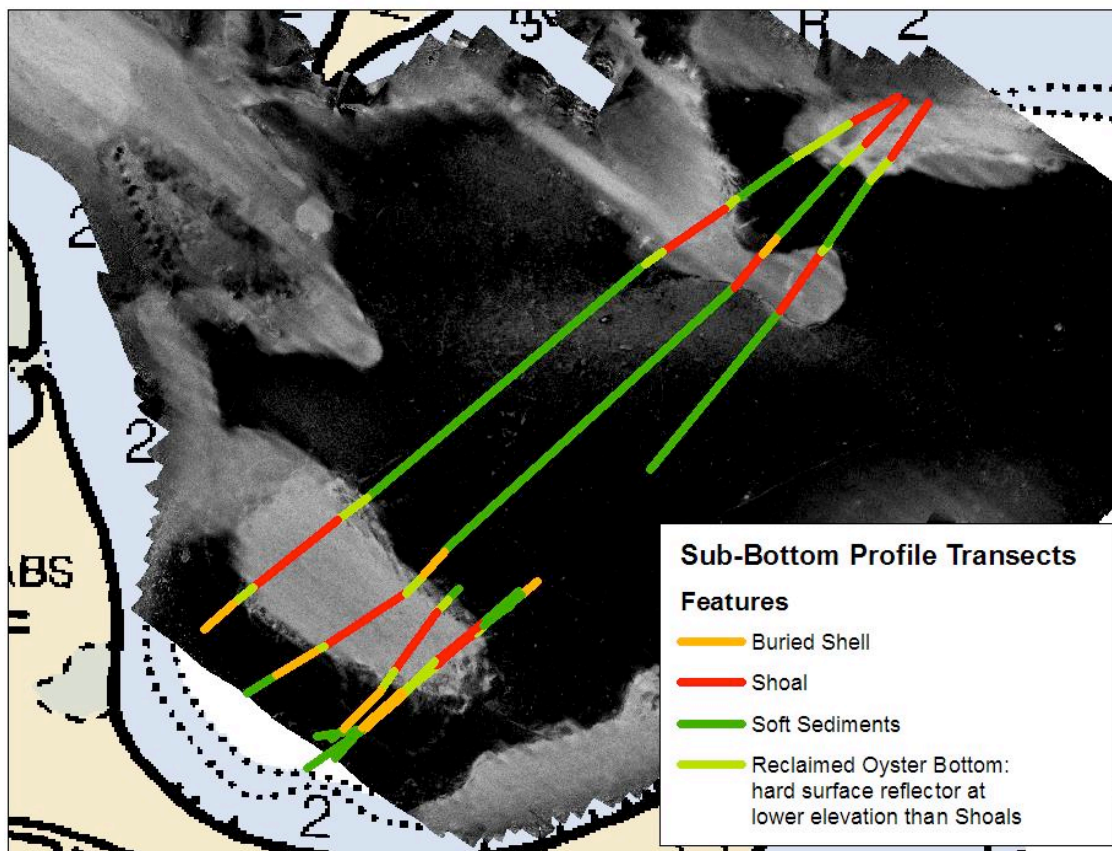 R 2
2
2
ABS
2
Sub-Bottom Profile Transects
Features
Buried Shell
Shoal
Soft Sediments
Reclaimed Oyster Bottom:
hard surface reflector at
lower elevation than Shoals